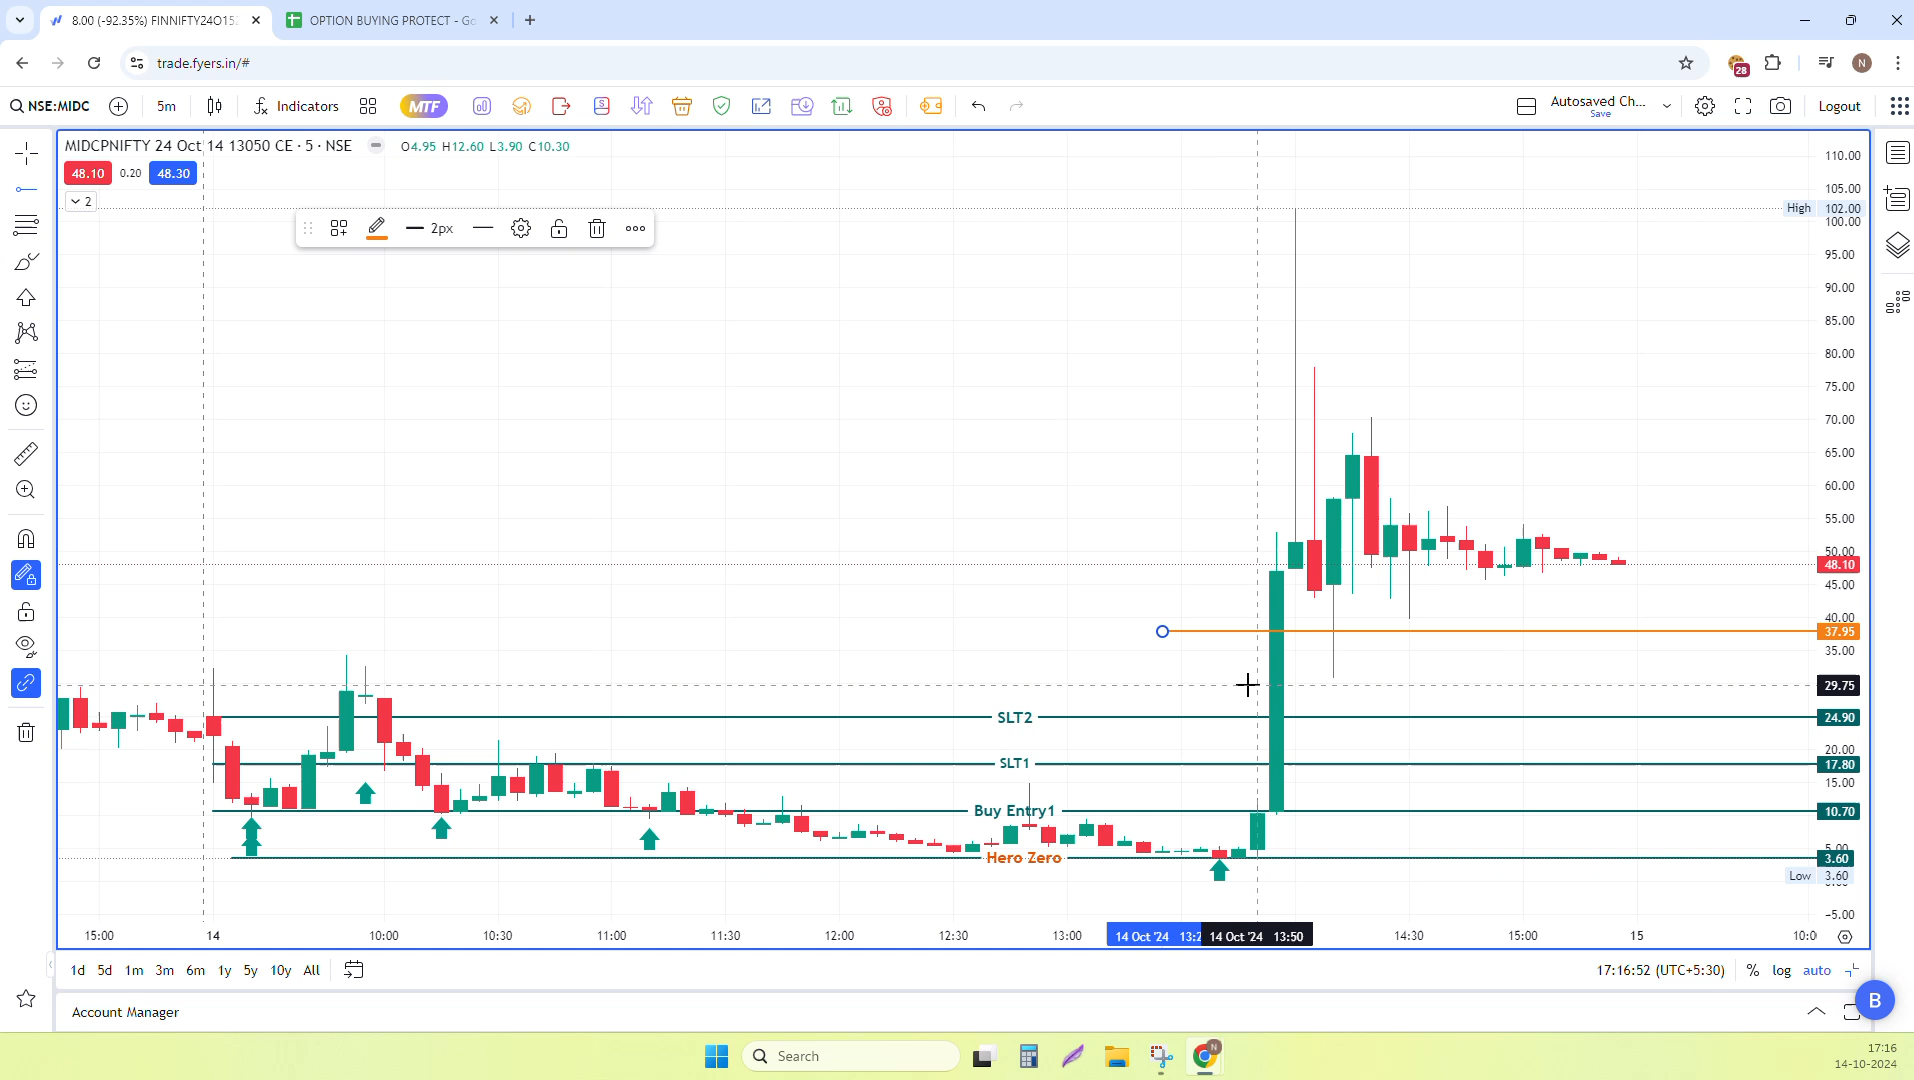 8.00 (-92.35%) FINNIFTY24O15
OPTION BUYING PROTECT - Go
trade.fyers.in/#
28
N
NSE:MIDC
5m
Indicators
MTF
S
Autosaved Ch...
Save
Logout
MIDCPNIFTY 24 Oct 14 13050 CE · 5 · NSE
O4.95 H12.60 L3.90 C10.30
48.10 0.20 48.30
2
2px
110.00
105.00
High 102.00
100.00
95.00
90.00
85.00
80.00
75.00
70.00
65.00
60.00
55.00
50.00
48.10
45.00
40.00
37.95
35.00
29.75
SLT2 24.90
20.00
SLT1 17.80
15.00
Buy Entry1 10.70
5.00
Hero Zero 3.60
Low 3.60
−5.00
15:00 14 10:00 10:30 11:00 11:30 12:00 12:30 13:00 14 Oct '24 13:2 14 Oct '24 13:50 14:30 15:00 15 10:0
1d 5d 1m 3m 6m 1y 5y 10y All
17:16:52 (UTC+5:30) % log auto
B
Account Manager
Search
N
17:16
14-10-2024